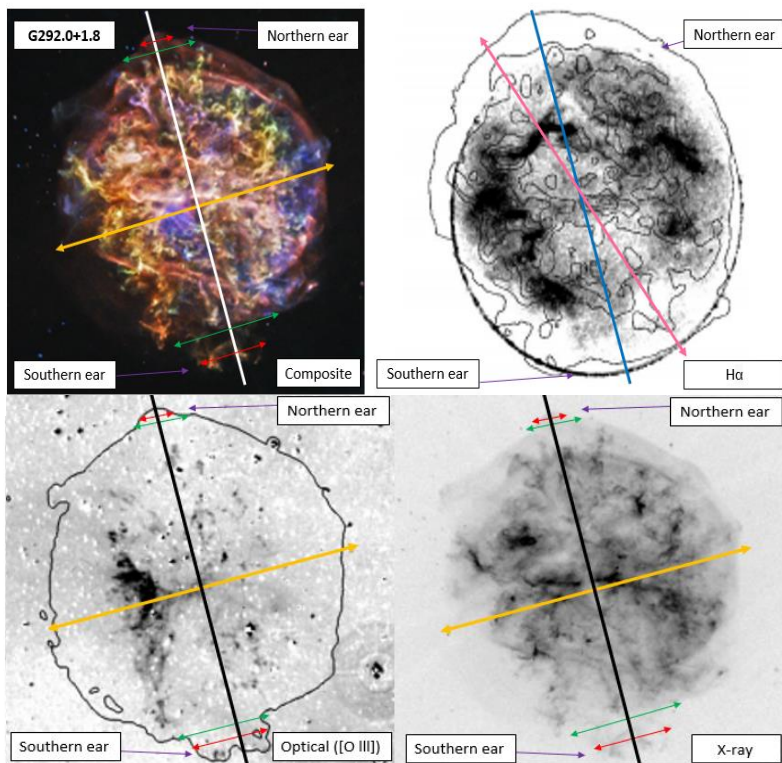 G292.0+1.8
Northern ear
Southern ear
Composite
Northern ear
Southern ear
Hα
Northern ear
Southern ear
Optical ([O lll])
Northern ear
Southern ear
X-ray